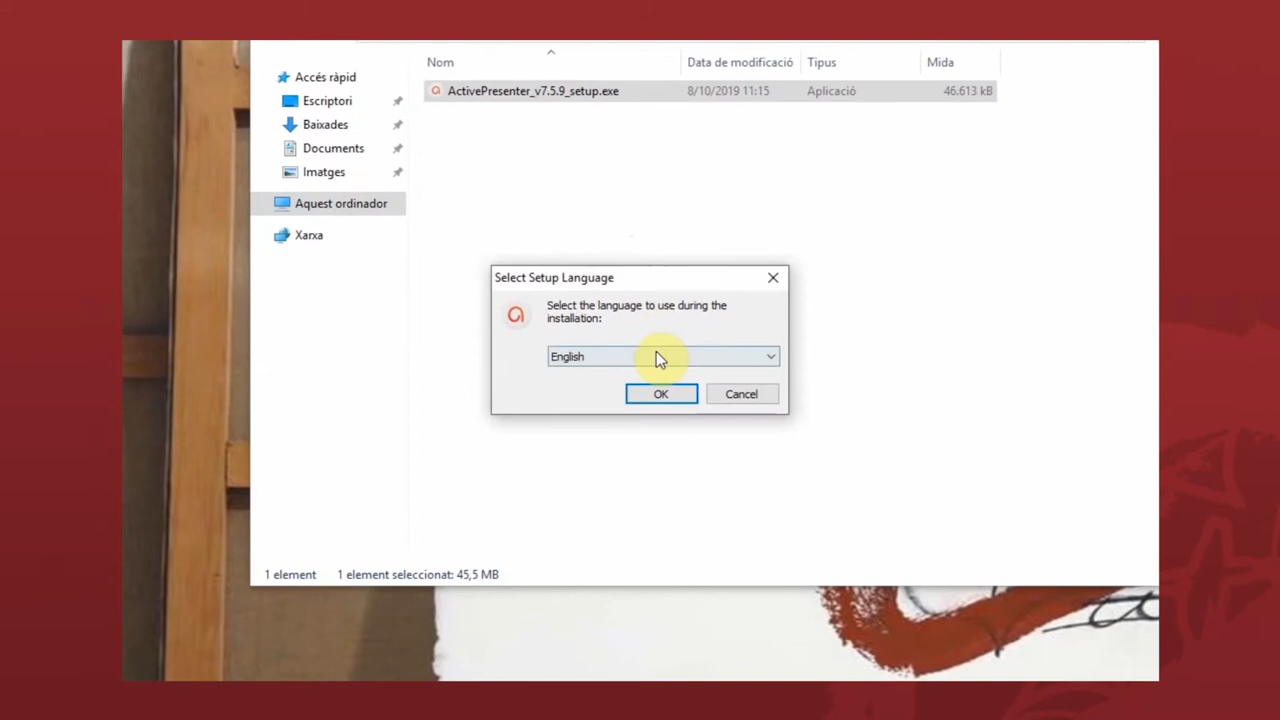 Nom Data de modificació Tipus Mida
ActivePresenter_v7.5.9_setup.exe 8/10/2019 11:15 Aplicació 46.613 kB
Accés ràpid
Escriptori
Baixades
Documents
Imatges
Aquest ordinador
Xarxa
Select Setup Language
Select the language to use during the
installation:
English
OK Cancel
1 element 1 element seleccionat: 45,5 MB